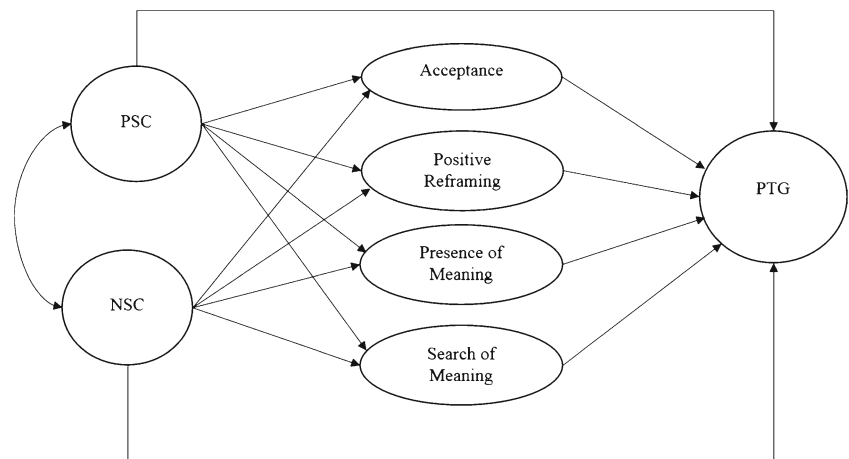 Acceptance
PSC
Positive
Reframing
PTG
Presence of
Meaning
NSC
Search of
Meaning